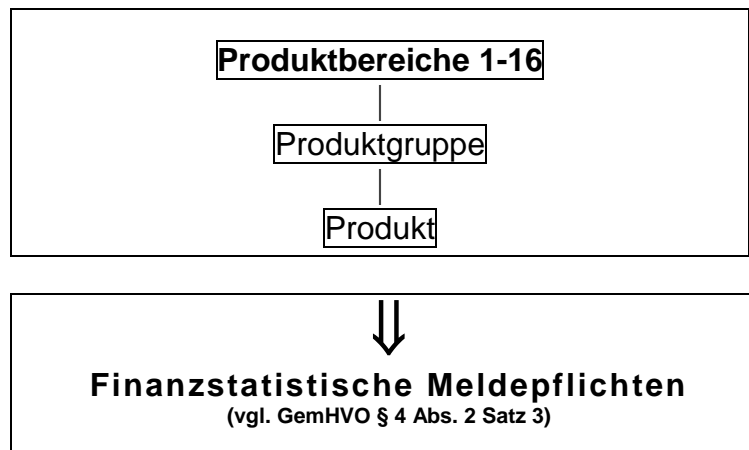 Produktbereiche 1-16
Produktgruppe
Produkt
Finanzstatistische Meldepflichten
(vgl. GemHVO § 4 Abs. 2 Satz 3)